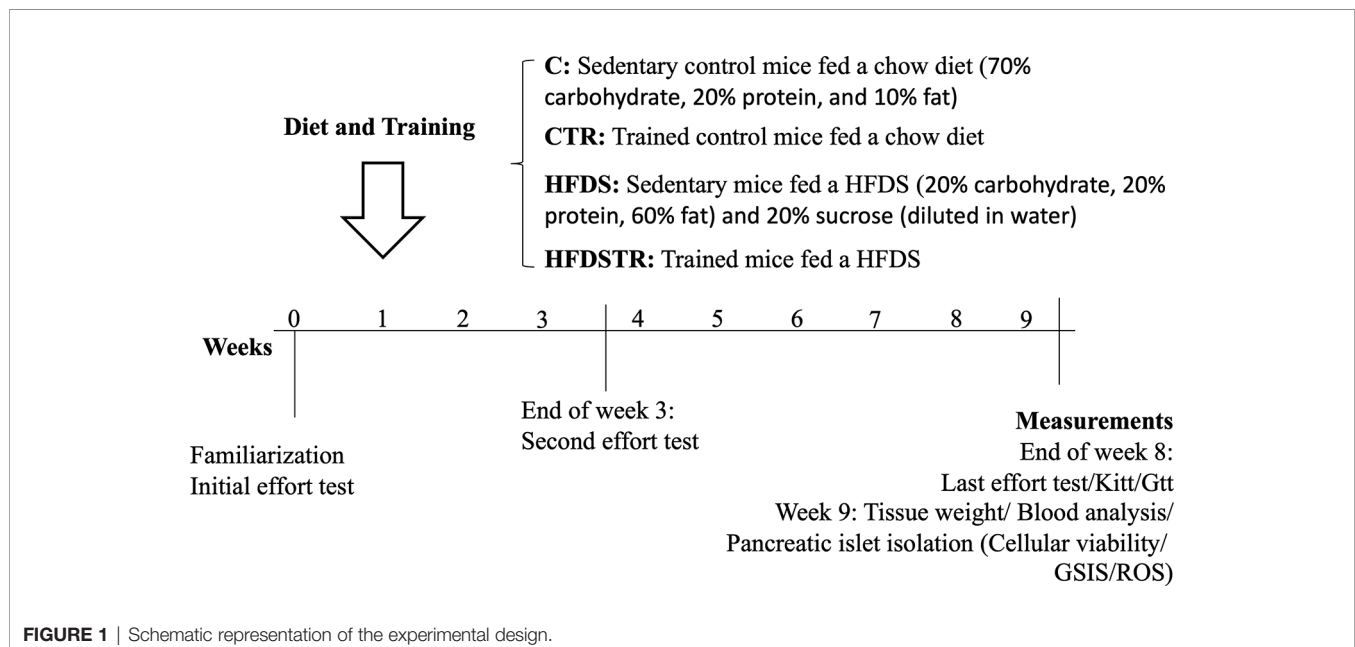 Diet and Training
C: Sedentary control mice fed a chow diet (70%
carbohydrate, 20% protein, and 10% fat)
CTR: Trained control mice fed a chow diet
HFDS: Sedentary mice fed a HFDS (20% carbohydrate, 20%
protein, 60% fat) and 20% sucrose (diluted in water)
HFDSTR: Trained mice fed a HFDS
0 1 2 3 4 5 6 7 8 9
Weeks
Familiarization
Initial effort test
End of week 3:
Second effort test
Measurements
End of week 8:
Last effort test/Kitt/Gtt
Week 9: Tissue weight/ Blood analysis/
Pancreatic islet isolation (Cellular viability/
GSIS/ROS)
FIGURE 1 | Schematic representation of the experimental design.